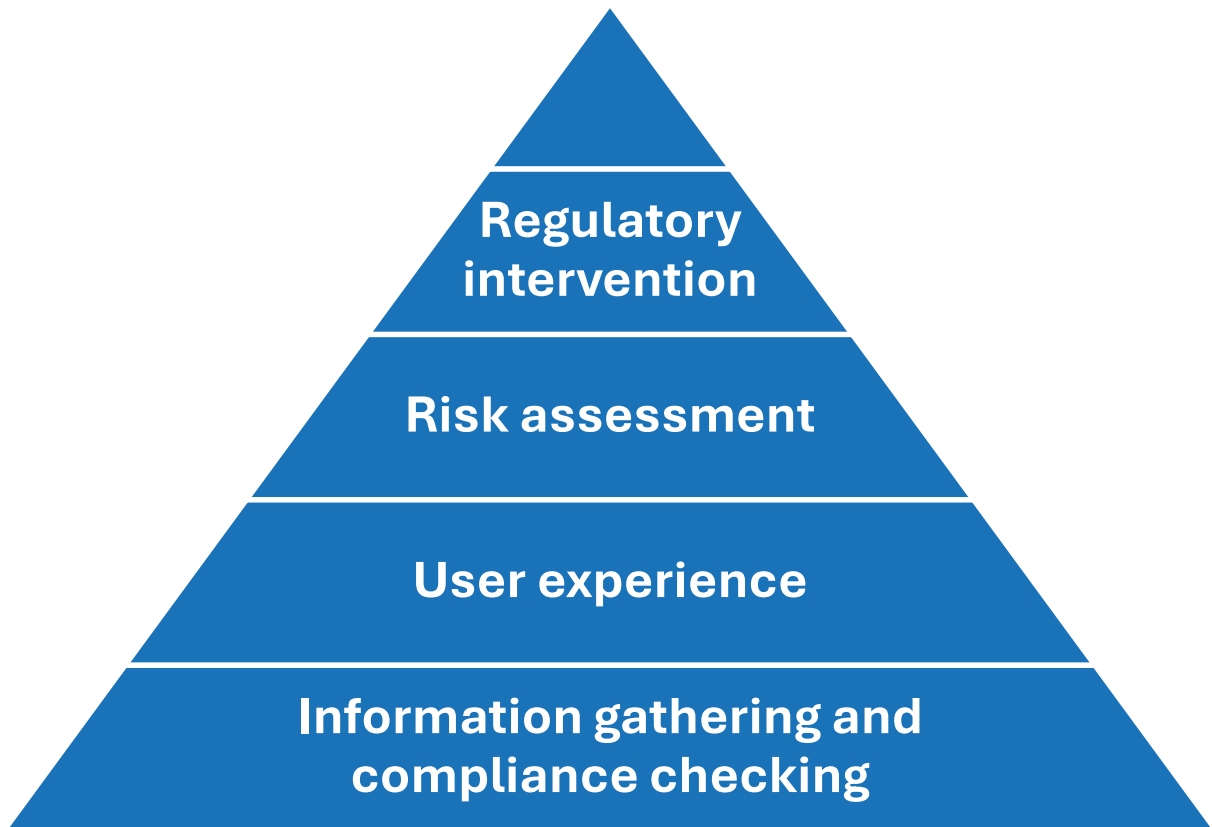 Regulatory
intervention
Risk assessment
User experience
Information gathering and
compliance checking